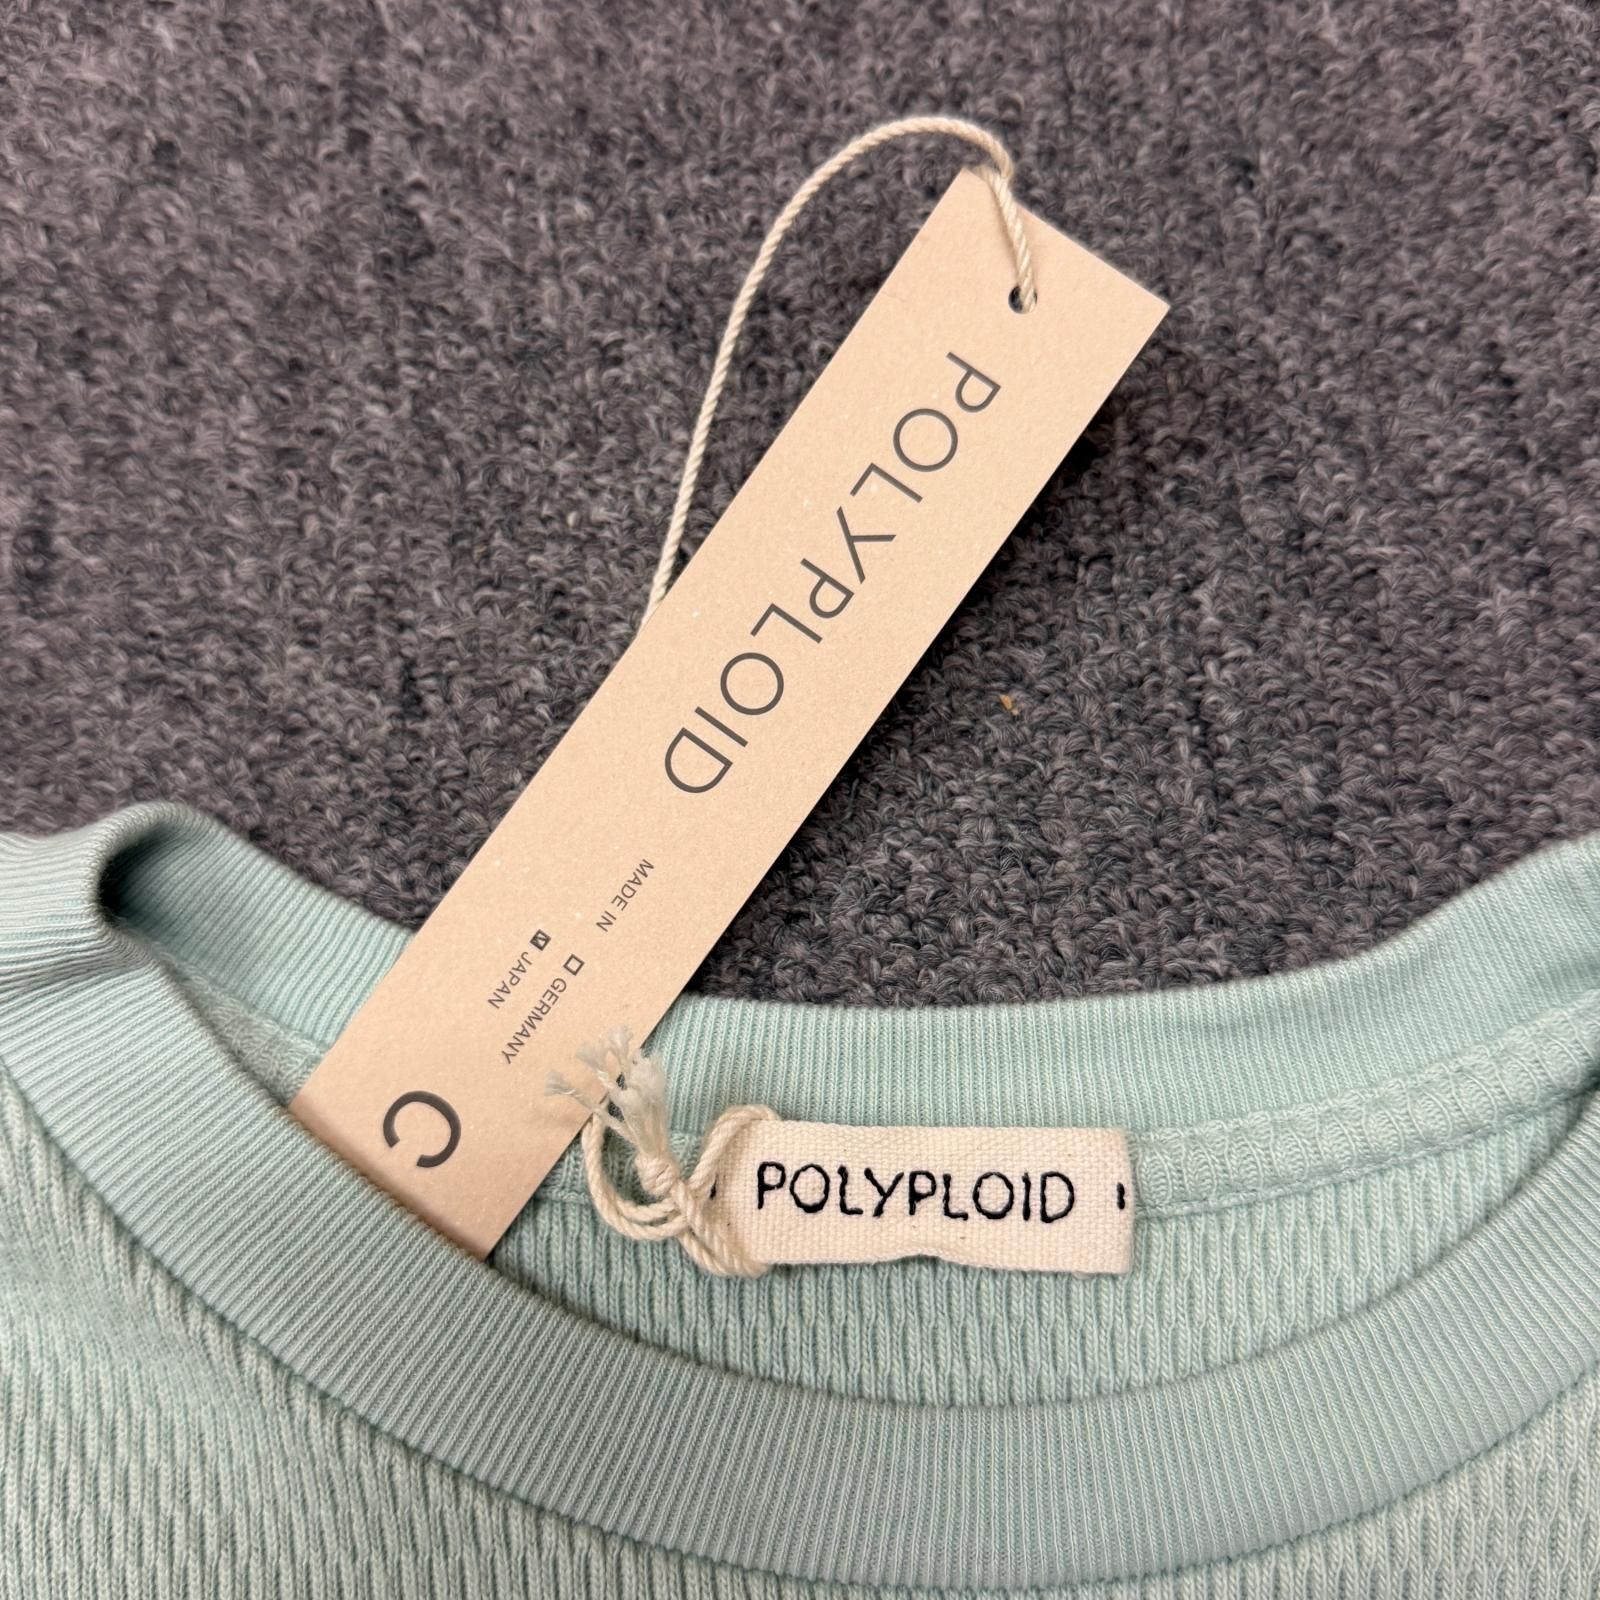 POLYPLOID
MADE IN
☐ GERMANY
☑ JAPAN
C
POLYPLOID